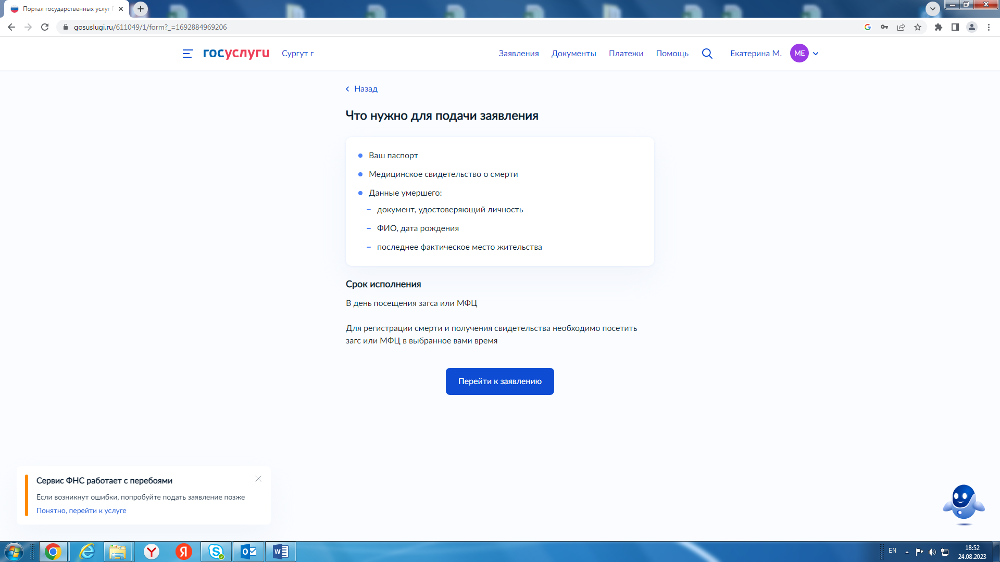 Портал государственных услуг
gosuslugi.ru/611049/1/form?_=1692884969206
госуслуги
Сургут г
Заявления
Документы
Платежи
Помощь
Екатерина М.
МЕ
Назад
Что нужно для подачи заявления
Ваш паспорт
Медицинское свидетельство о смерти
Данные умершего:
документ, удостоверяющий личность
ФИО, дата рождения
последнее фактическое место жительства
Срок исполнения
В день посещения загса или МФЦ
Для регистрации смерти и получения свидетельства необходимо посетить
загс или МФЦ в выбранное вами время
Перейти к заявлению
Сервис ФНС работает с перебоями
Если возникнут ошибки, попробуйте подать заявление позже
Понятно, перейти к услуге
EN
18:52
24.08.2023